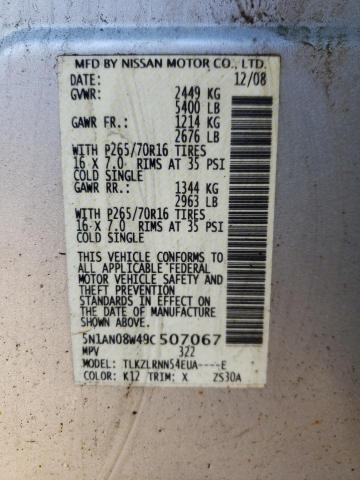 MFD BY NISSAN MOTOR CO., LTD.
DATE: 12/08
GVWR: 2449 KG
5400 LB
GAWR FR.: 1214 KG
2676 LB
WITH P265/70R16 TIRES
16 X 7.0 RIMS AT 35 PSI
COLD SINGLE
GAWR RR.: 1344 KG
2963 LB
WITH P265/70R16 TIRES
16 X 7.0 RIMS AT 35 PSI
COLD SINGLE
THIS VEHICLE CONFORMS TO
ALL APPLICABLE FEDERAL
MOTOR VEHICLE SAFETY
STANDARDS IN EFFECT ON
THE DATE OF MANUFACTURE
SHOWN ABOVE.
5N1AN08W49C507067
MPV 322
MODEL: TLKZLRNN54EUA----E
COLOR: K12 TRIM: X ZS30A